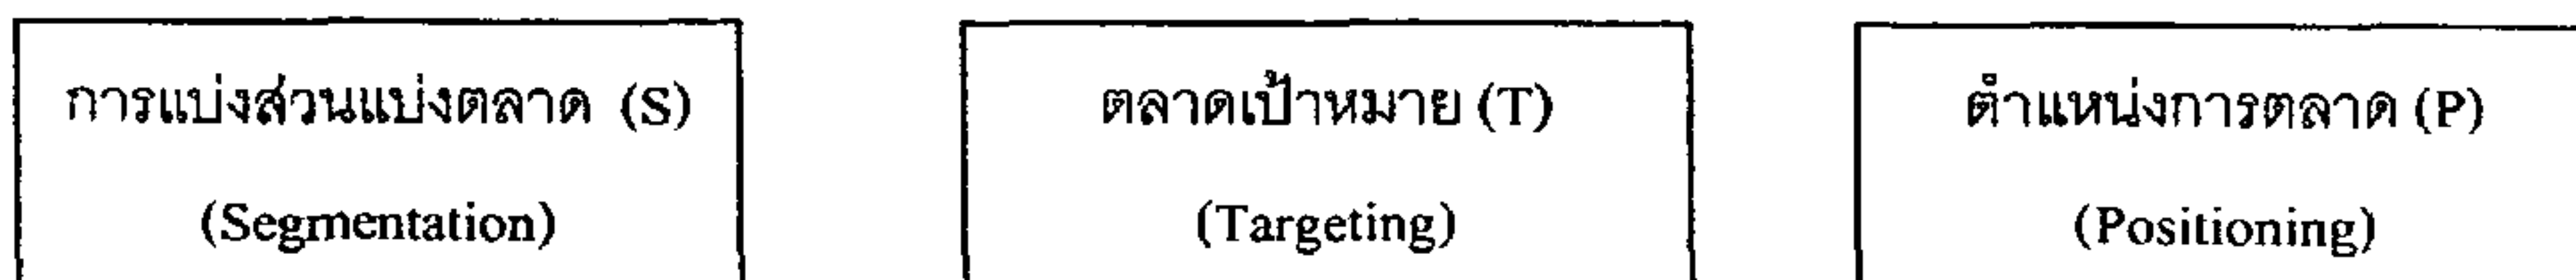 การแบ่งส่วนแบ่งตลาด (S)
(Segmentation)
ตลาดเป้าหมาย (T)
(Targeting)
ตำแหน่งการตลาด (P)
(Positioning)